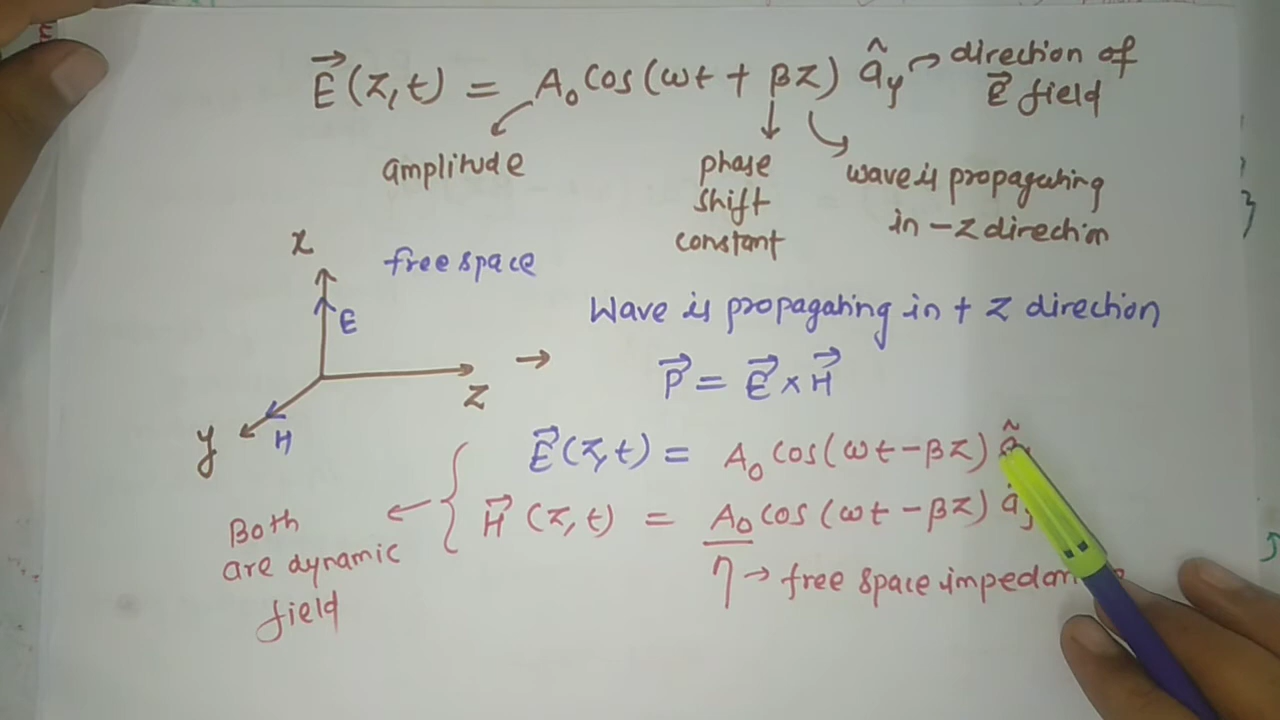 E⃗(z,t) = A₀ cos(ωt + βz) â_y → direction of E⃗ field
amplitude
phase shift constant
wave is propagating in -z direction
x
free space
E
Wave is propagating in + z direction
z
P⃗ = E⃗ × H⃗
y
H
E⃗(z,t) = A₀ cos(ωt - βz)
H⃗(z,t) = A₀ cos(ωt - βz)
η → free space
Both are dynamic field